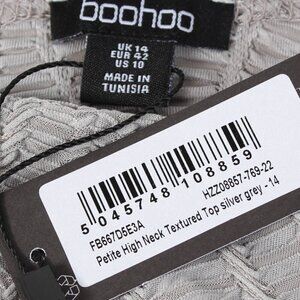 boohoo
UK 14
EUR 42
US 10
MADE IN
TUNISIA
5 045748 108859
HZZ08857-769-22
FB667D5E3A
Petite High Neck Textured Top silver grey - 14